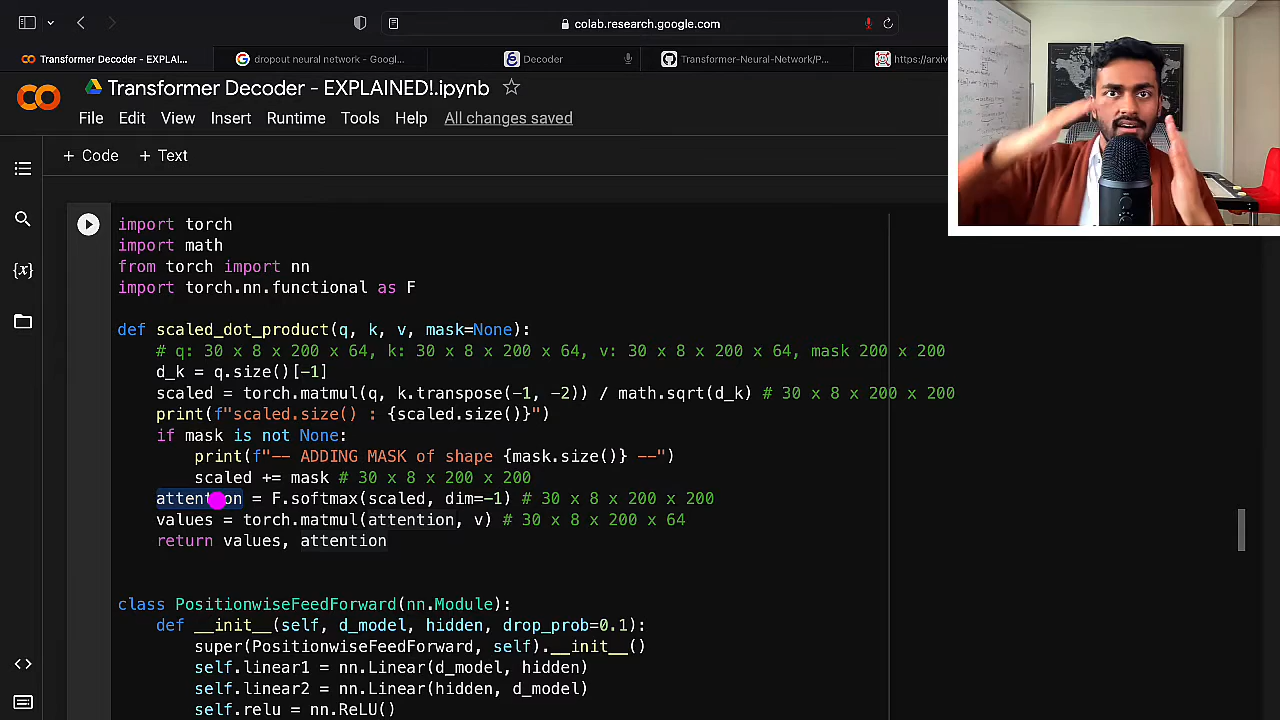 colab.research.google.com
Transformer Decoder - EXPLAI...
dropout neural network - Googl...
Decoder
Transformer-Neural-Network/P...
https://arxiv
Transformer Decoder - EXPLAINED!.ipynb
File Edit View Insert Runtime Tools Help All changes saved
+ Code + Text
import torch
import math
from torch import nn
import torch.nn.functional as F
def scaled_dot_product(q, k, v, mask=None):
# q: 30 x 8 x 200 x 64, k: 30 x 8 x 200 x 64, v: 30 x 8 x 200 x 64, mask 200 x 200
d_k = q.size()[-1]
scaled = torch.matmul(q, k.transpose(-1, -2)) / math.sqrt(d_k) # 30 x 8 x 200 x 200
print(f"scaled.size() : {scaled.size()}")
if mask is not None:
print(f"-- ADDING MASK of shape {mask.size()} --")
scaled += mask # 30 x 8 x 200 x 200
attention = F.softmax(scaled, dim=-1) # 30 x 8 x 200 x 200
values = torch.matmul(attention, v) # 30 x 8 x 200 x 64
return values, attention
class PositionwiseFeedForward(nn.Module):
def __init__(self, d_model, hidden, drop_prob=0.1):
super(PositionwiseFeedForward, self).__init__()
self.linear1 = nn.Linear(d_model, hidden)
self.linear2 = nn.Linear(hidden, d_model)
self.relu = nn.ReLU()